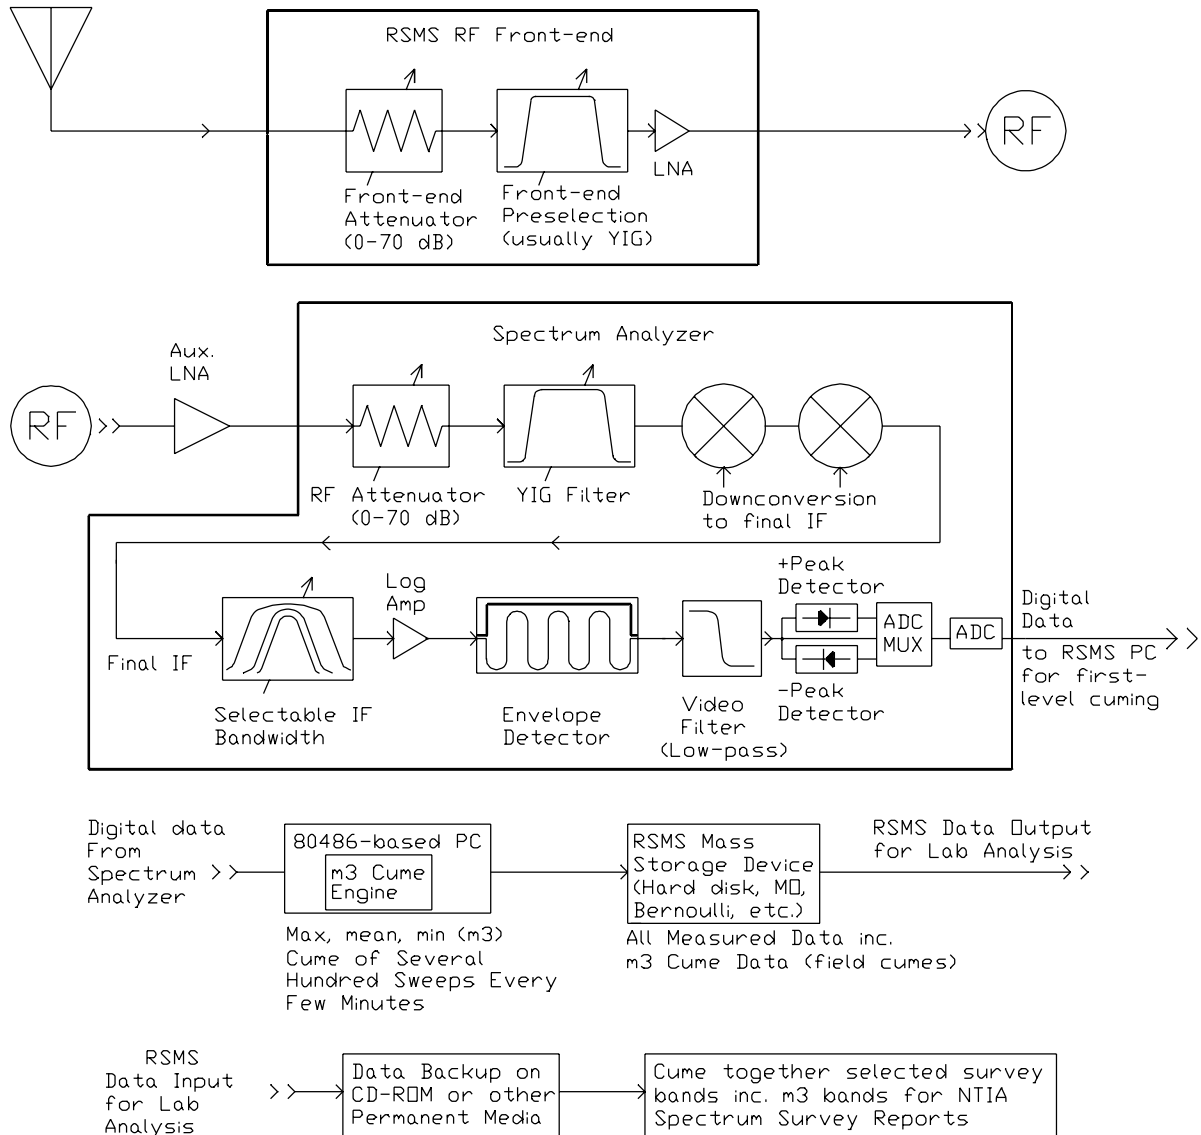 RSMS RF Front-end
Front-end
Attenuator
(0-70 dB)
Front-end
Preselection
(usually YIG)
LNA
RF
Spectrum Analyzer
Aux.
LNA
RF
RF Attenuator
(0-70 dB)
YIG Filter
Downconversion
to final IF
Final IF
Selectable IF
Bandwidth
Log
Amp
Envelope
Detector
Video
Filter
(Low-pass)
+Peak
Detector
-Peak
Detector
ADC
MUX
ADC
Digital
Data
to RSMS PC
for first-
level cuming
Digital data
From
Spectrum
Analyzer
80486-based PC
m3 Cume
Engine
Max, mean, min (m3)
Cume of Several
Hundred Sweeps Every
Few Minutes
RSMS Mass
Storage Device
(Hard disk, MO,
Bernoulli, etc.)
All Measured Data inc.
m3 Cume Data (field cumes)
RSMS Data Output
for Lab Analysis
RSMS
Data Input
for Lab
Analysis
Data Backup on
CD-ROM or other
Permanent Media
Cume together selected survey
bands inc. m3 bands for NTIA
Spectrum Survey Reports